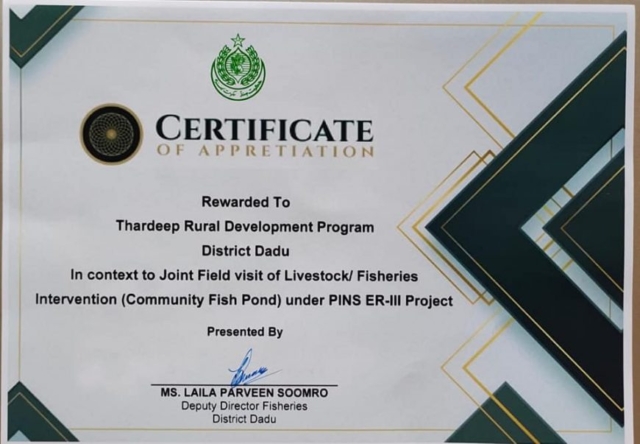 CERTIFICATE
OF APPRETIATION
Rewarded To
Thardeep Rural Development Program
District Dadu
In context to Joint Field visit of Livestock/ Fisheries
Intervention (Community Fish Pond) under PINS ER-III Project
Presented By
MS. LAILA PARVEEN SOOMRO
Deputy Director Fisheries
District Dadu